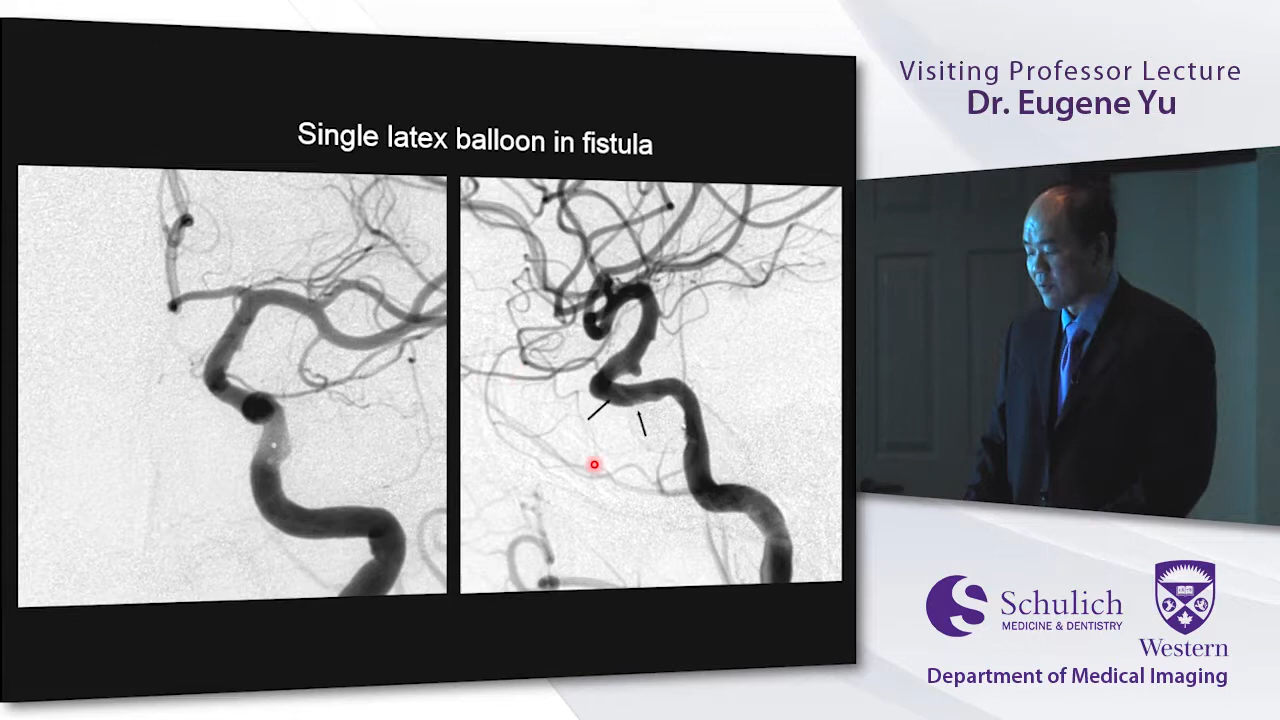 Single latex balloon in fistula
Visiting Professor Lecture
Dr. Eugene Yu
Schulich
MEDICINE & DENTISTRY
Western
Department of Medical Imaging